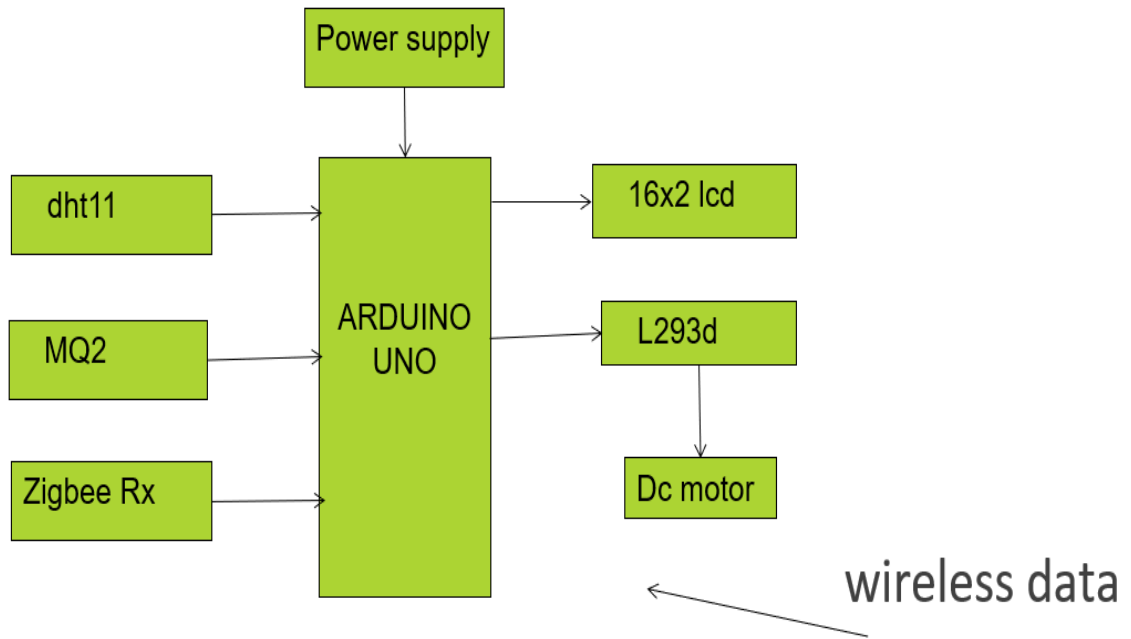 Power supply
dht11
16x2 lcd
ARDUINO
UNO
L293d
MQ2
Zigbee Rx
Dc motor
wireless data